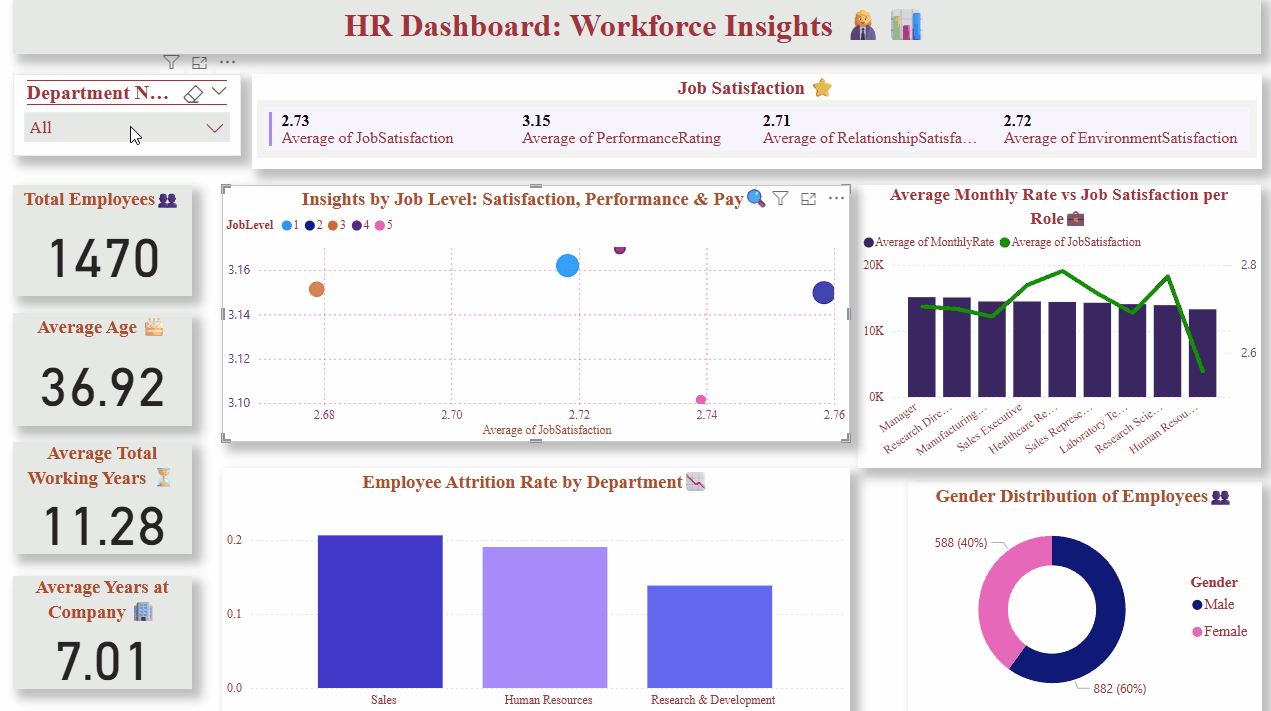 HR Dashboard: Workforce Insights
Department N...
All
Job Satisfaction
2.73
Average of JobSatisfaction
3.15
Average of PerformanceRating
2.71
Average of RelationshipSatisfa...
2.72
Average of EnvironmentSatisfaction
Total Employees
1470
Average Age
36.92
Average Total
Working Years
11.28
Average Years at
Company
7.01
Insights by Job Level: Satisfaction, Performance & Pay
JobLevel 1 2 3 4 5
3.16
3.14
3.12
3.10
2.68 2.70 2.72 2.74 2.76
Average of JobSatisfaction
Average Monthly Rate vs Job Satisfaction per
Role
Average of MonthlyRate Average of JobSatisfaction
20K
10K
0K
2.8
2.6
Manager
Research Dire...
Manufacturing...
Sales Executive
Healthcare Re...
Sales Represe...
Laboratory Te...
Research Scie...
Human Resou...
Employee Attrition Rate by Department
0.2
0.1
0.0
Sales Human Resources Research & Development
Gender Distribution of Employees
588 (40%)
882 (60%)
Gender
Male
Female